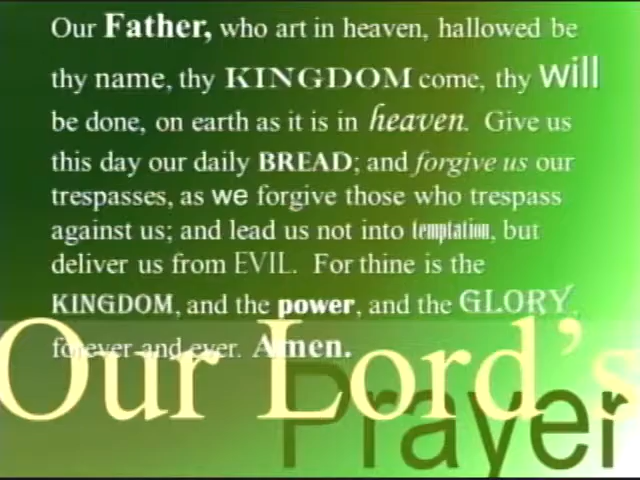 Our Father, who art in heaven, hallowed be
thy name, thy KINGDOM come, thy will
be done, on earth as it is in heaven. Give us
this day our daily BREAD; and forgive us our
trespasses, as we forgive those who trespass
against us; and lead us not into temptation, but
deliver us from EVIL. For thine is the
KINGDOM, and the power, and the GLORY,
forever and ever. Amen.
Our Lord's
Prayer